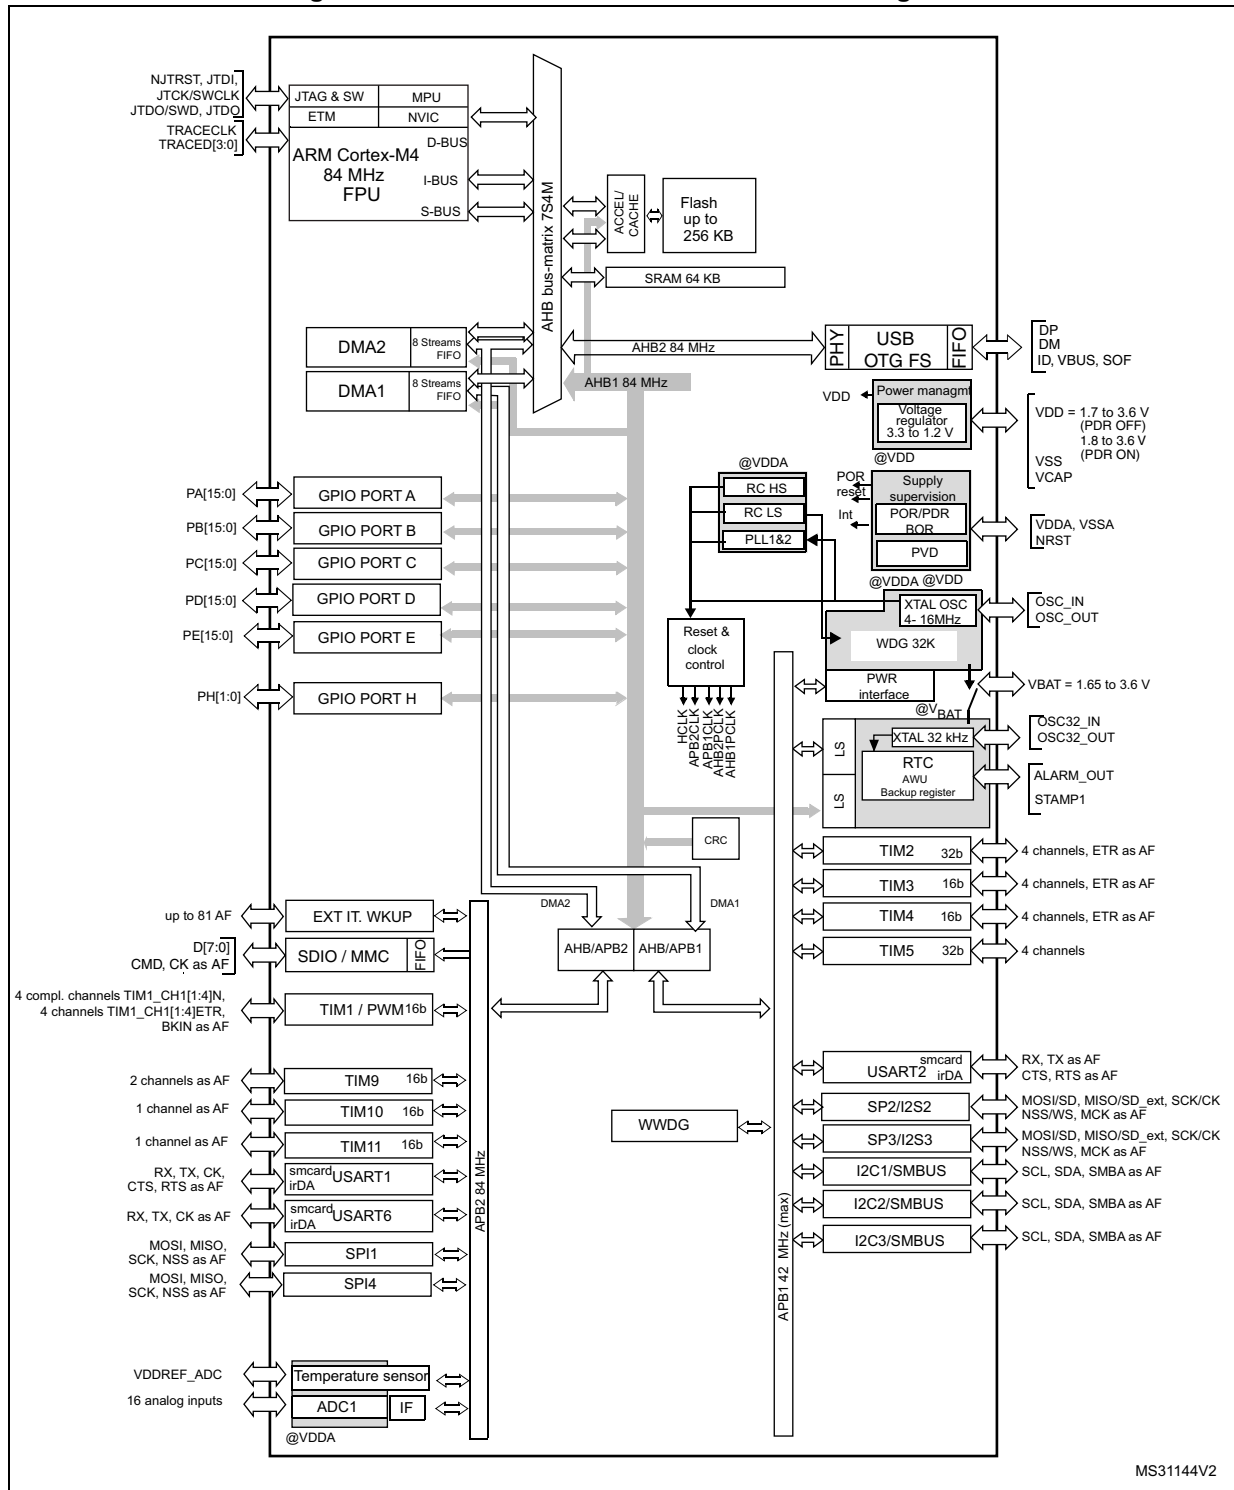 NJTRST, JTDI,
JTCK/SWCLK
JTDO/SWD, JTDO
TRACECLK
TRACED[3:0]
JTAG & SW
MPU
ETM
NVIC
D-BUS
ARM Cortex-M4
84 MHz
FPU
I-BUS
S-BUS
AHB bus-matrix 7S4M
ACCEL/
CACHE
Flash
up to
256 KB
SRAM 64 KB
DMA2
8 Streams
FIFO
DMA1
8 Streams
FIFO
AHB2 84 MHz
AHB1 84 MHz
PHY
USB
OTG FS
FIFO
DP
DM
ID, VBUS, SOF
VDD
Power managmt
Voltage
regulator
3.3 to 1.2 V
@VDD
VDD = 1.7 to 3.6 V
(PDR OFF)
1.8 to 3.6 V
(PDR ON)
VSS
VCAP
@VDDA
RC HS
RC LS
PLL1&2
POR
reset
Int
Supply
supervision
POR/PDR
BOR
PVD
VDDA, VSSA
NRST
@VDDA @VDD
XTAL OSC
4- 16MHz
WDG 32K
OSC_IN
OSC_OUT
PA[15:0]
GPIO PORT A
PB[15:0]
GPIO PORT B
PC[15:0]
GPIO PORT C
PD[15:0]
GPIO PORT D
PE[15:0]
GPIO PORT E
PH[1:0]
GPIO PORT H
Reset &
clock
control
HCLK
APB2CLK
APB1CLK
AHB2PCLK
AHB1PCLK
PWR
interface
VBAT = 1.65 to 3.6 V
@VBAT
LS
LS
XTAL 32 kHz
RTC
AWU
Backup register
OSC32_IN
OSC32_OUT
ALARM_OUT
STAMP1
CRC
DMA2
DMA1
AHB/APB2
AHB/APB1
TIM2 32b
4 channels, ETR as AF
TIM3 16b
4 channels, ETR as AF
TIM4 16b
4 channels, ETR as AF
TIM5 32b
4 channels
up to 81 AF
EXT IT. WKUP
D[7:0]
CMD, CK as AF
SDIO / MMC
FIFO
4 compl. channels TIM1_CH1[1:4]N,
4 channels TIM1_CH1[1:4]ETR,
BKIN as AF
TIM1 / PWM 16b
2 channels as AF
TIM9 16b
1 channel as AF
TIM10 16b
1 channel as AF
TIM11 16b
RX, TX, CK,
CTS, RTS as AF
smcard
irDA
USART1
RX, TX, CK as AF
smcard
irDA
USART6
MOSI, MISO,
SCK, NSS as AF
SPI1
MOSI, MISO,
SCK, NSS as AF
SPI4
VDDREF_ADC
Temperature sensor
16 analog inputs
ADC1
IF
@VDDA
APB2 84 MHz
WWDG
APB1 42 MHz (max)
smcard
USART2
irDA
RX, TX as AF
CTS, RTS as AF
SP2/I2S2
MOSI/SD, MISO/SD_ext, SCK/CK
NSS/WS, MCK as AF
SP3/I2S3
MOSI/SD, MISO/SD_ext, SCK/CK
NSS/WS, MCK as AF
I2C1/SMBUS
SCL, SDA, SMBA as AF
I2C2/SMBUS
SCL, SDA, SMBA as AF
I2C3/SMBUS
SCL, SDA, SMBA as AF
MS31144V2